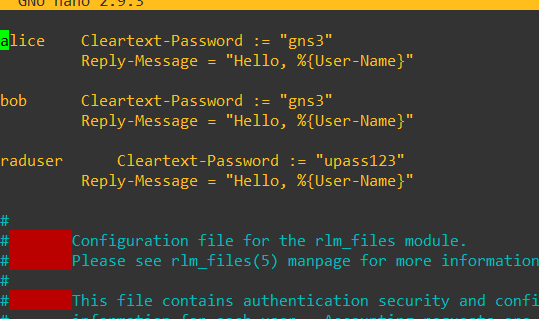 GNU nano 2.9.3
alice    Cleartext-Password := "gns3"
         Reply-Message = "Hello, %{User-Name}"
bob      Cleartext-Password := "gns3"
         Reply-Message = "Hello, %{User-Name}"
raduser      Cleartext-Password := "upass123"
         Reply-Message = "Hello, %{User-Name}"
#
#       Configuration file for the rlm_files module.
#       Please see rlm_files(5) manpage for more information
#
#       This file contains authentication security and confi